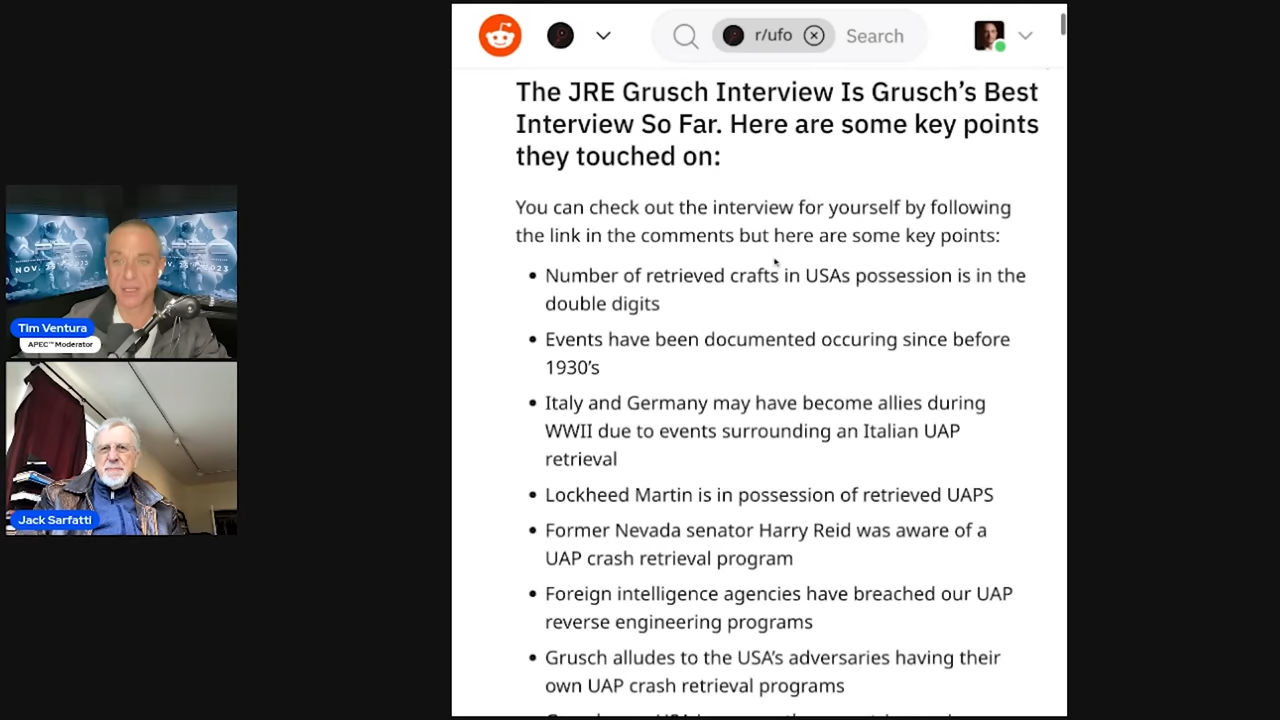 r/ufo
Search
The JRE Grusch Interview Is Grusch's Best
Interview So Far. Here are some key points
they touched on:
You can check out the interview for yourself by following
the link in the comments but here are some key points:
• Number of retrieved crafts in USAs possession is in the
double digits
• Events have been documented occuring since before
1930's
• Italy and Germany may have become allies during
WWII due to events surrounding an Italian UAP
retrieval
• Lockheed Martin is in possession of retrieved UAPS
• Former Nevada senator Harry Reid was aware of a
UAP crash retrieval program
• Foreign intelligence agencies have breached our UAP
reverse engineering programs
• Grusch alludes to the USA's adversaries having their
own UAP crash retrieval programs
Tim Ventura
APEC™ Moderator
Jack Sarfatti